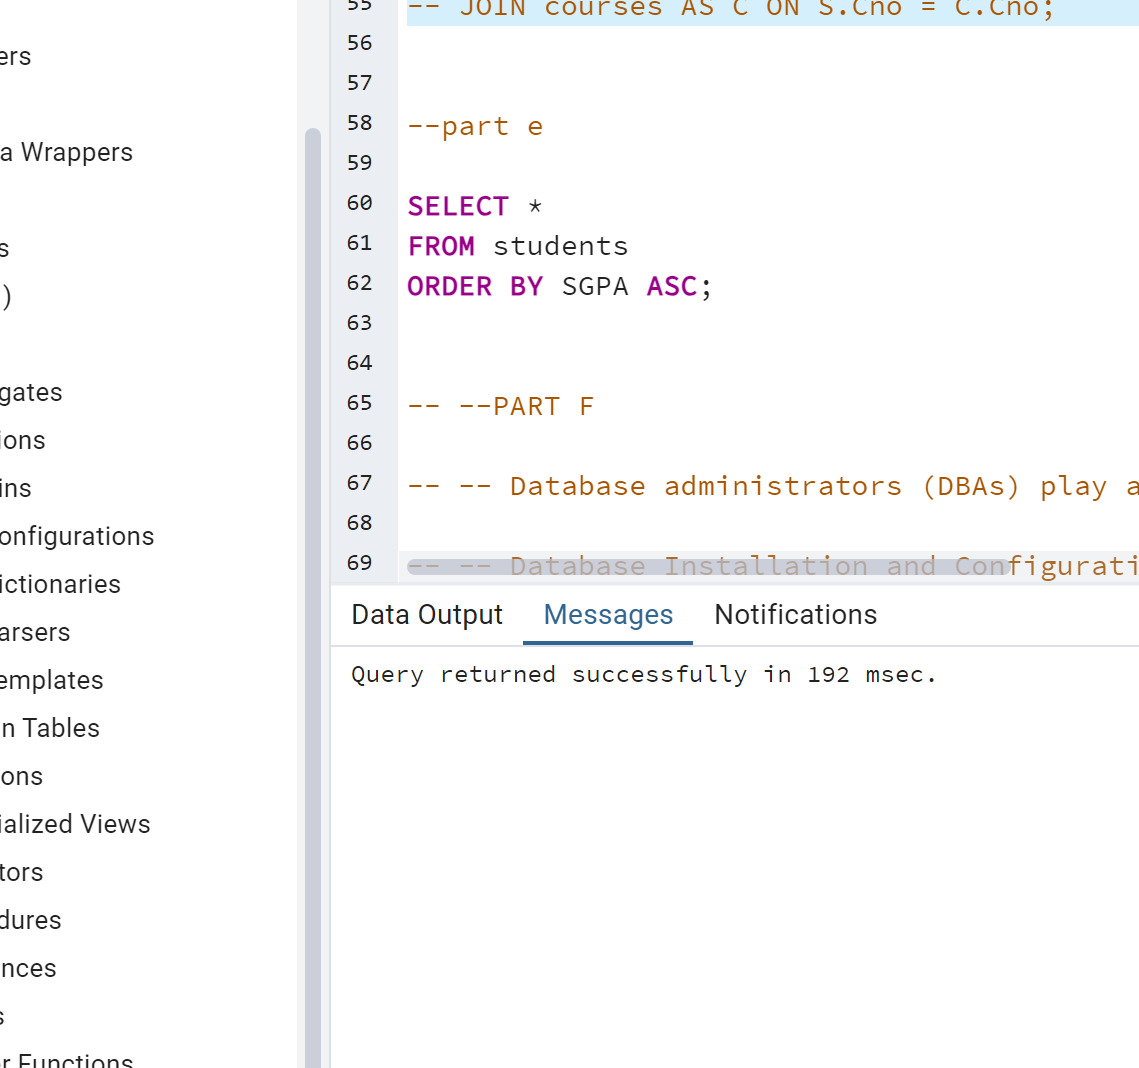 ers
a Wrappers
s
)
gates
ions
ins
onfigurations
ictionaries
arsers
emplates
n Tables
ons
ialized Views
tors
dures
nces
s
r Functions
55 -- JOIN courses AS C ON S.Cno = C.Cno;
56
57
58 --part e
59
60 SELECT *
61 FROM students
62 ORDER BY SGPA ASC;
63
64
65 -- --PART F
66
67 -- -- Database administrators (DBAs) play a
68
69 -- -- Database Installation and Configurati
Data Output Messages Notifications
Query returned successfully in 192 msec.